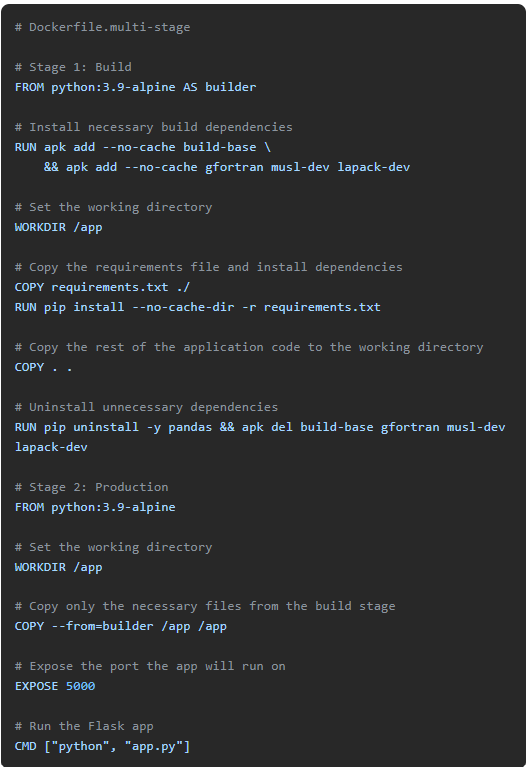 # Dockerfile.multi-stage
# Stage 1: Build
FROM python:3.9-alpine AS builder
# Install necessary build dependencies
RUN apk add --no-cache build-base \
    && apk add --no-cache gfortran musl-dev lapack-dev
# Set the working directory
WORKDIR /app
# Copy the requirements file and install dependencies
COPY requirements.txt ./
RUN pip install --no-cache-dir -r requirements.txt
# Copy the rest of the application code to the working directory
COPY . .
# Uninstall unnecessary dependencies
RUN pip uninstall -y pandas && apk del build-base gfortran musl-dev
lapack-dev
# Stage 2: Production
FROM python:3.9-alpine
# Set the working directory
WORKDIR /app
# Copy only the necessary files from the build stage
COPY --from=builder /app /app
# Expose the port the app will run on
EXPOSE 5000
# Run the Flask app
CMD ["python", "app.py"]